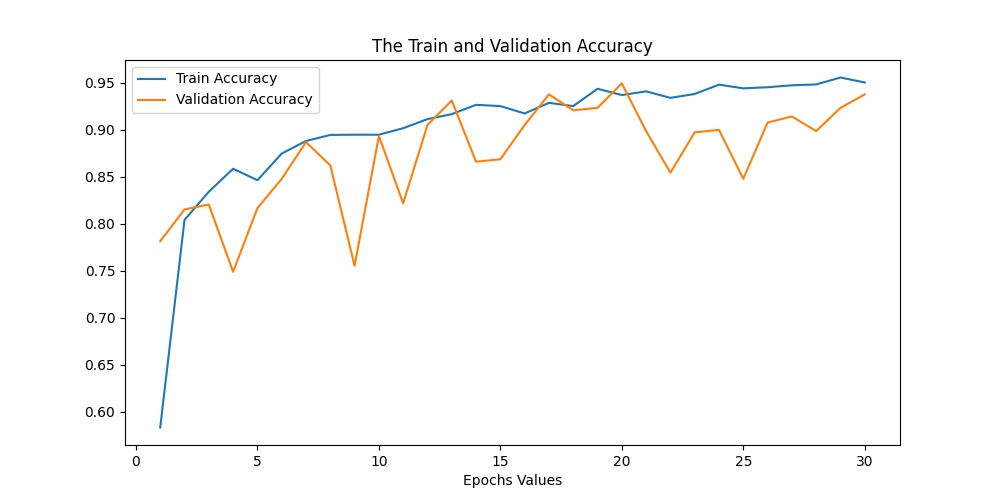 The Train and Validation Accuracy
Train Accuracy
Validation Accuracy
0.95
0.90
0.85
0.80
0.75
0.70
0.65
0.60
0 5 10 15 20 25 30
Epochs Values